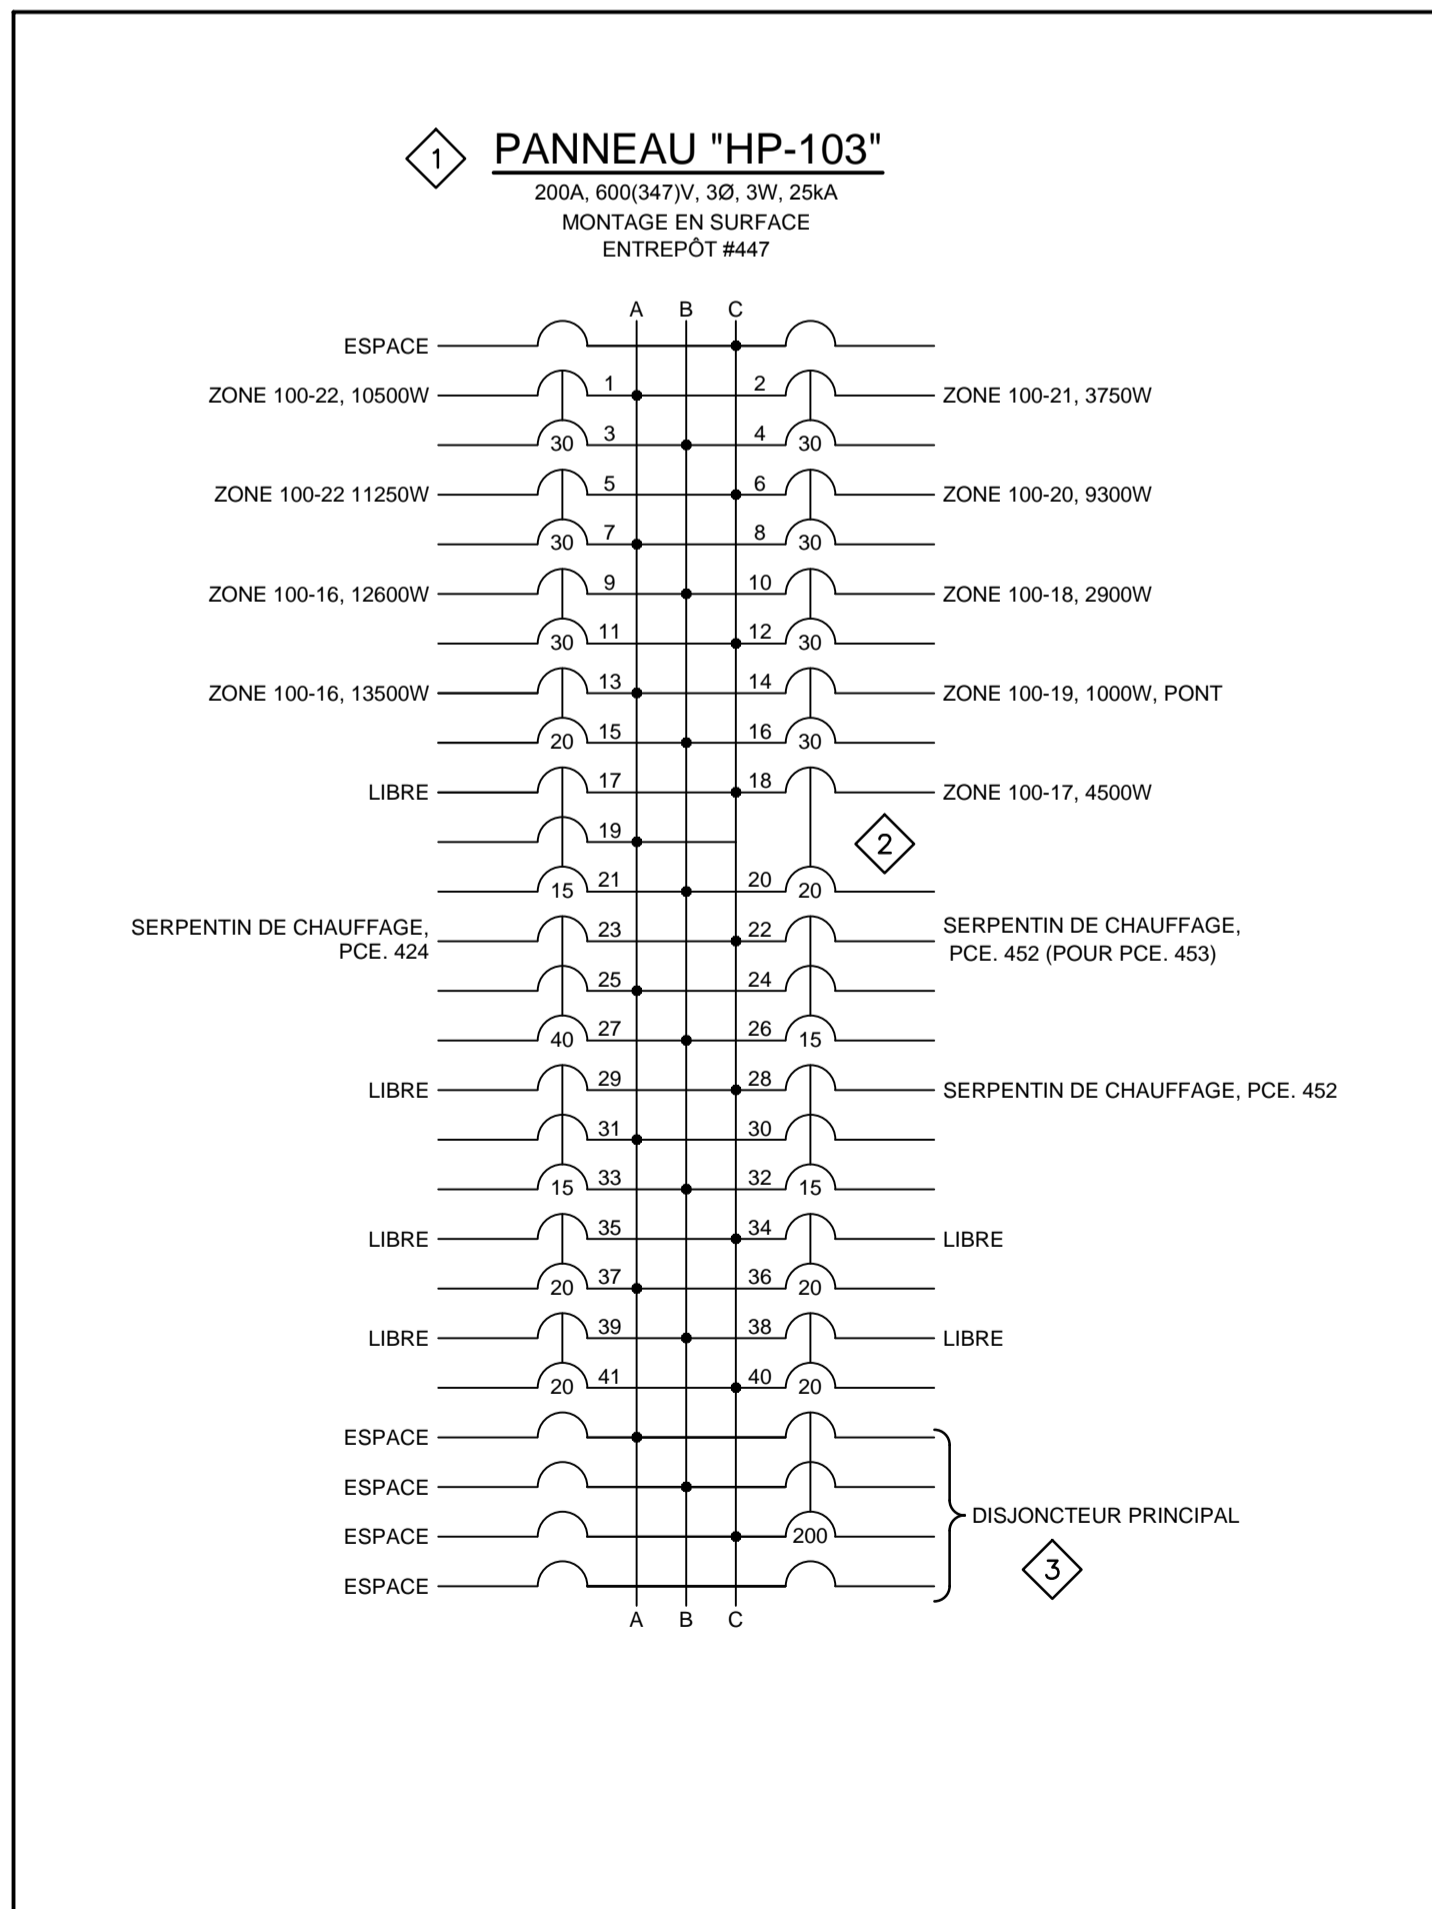 1
PANNEAU "HP-103"
200A, 600(347)V, 3Ø, 3W, 25kA
MONTAGE EN SURFACE
ENTREPÔT #447
A B C
ESPACE
ZONE 100-22, 10500W 1 2 ZONE 100-21, 3750W
30 3 4 30
ZONE 100-22 11250W 5 6 ZONE 100-20, 9300W
30 7 8 30
ZONE 100-16, 12600W 9 10 ZONE 100-18, 2900W
30 11 12 30
ZONE 100-16, 13500W 13 14 ZONE 100-19, 1000W, PONT
20 15 16 30
LIBRE 17 18 ZONE 100-17, 4500W
19
2
15 21 20 20
SERPENTIN DE CHAUFFAGE, 23 22 SERPENTIN DE CHAUFFAGE,
PCE. 424 PCE. 452 (POUR PCE. 453)
25 24
40 27 26 15
LIBRE 29 28 SERPENTIN DE CHAUFFAGE, PCE. 452
31 30
15 33 32 15
LIBRE 35 34 LIBRE
20 37 36 20
LIBRE 39 38 LIBRE
20 41 40 20
ESPACE
ESPACE
DISJONCTEUR PRINCIPAL
ESPACE 200
3
ESPACE
A B C